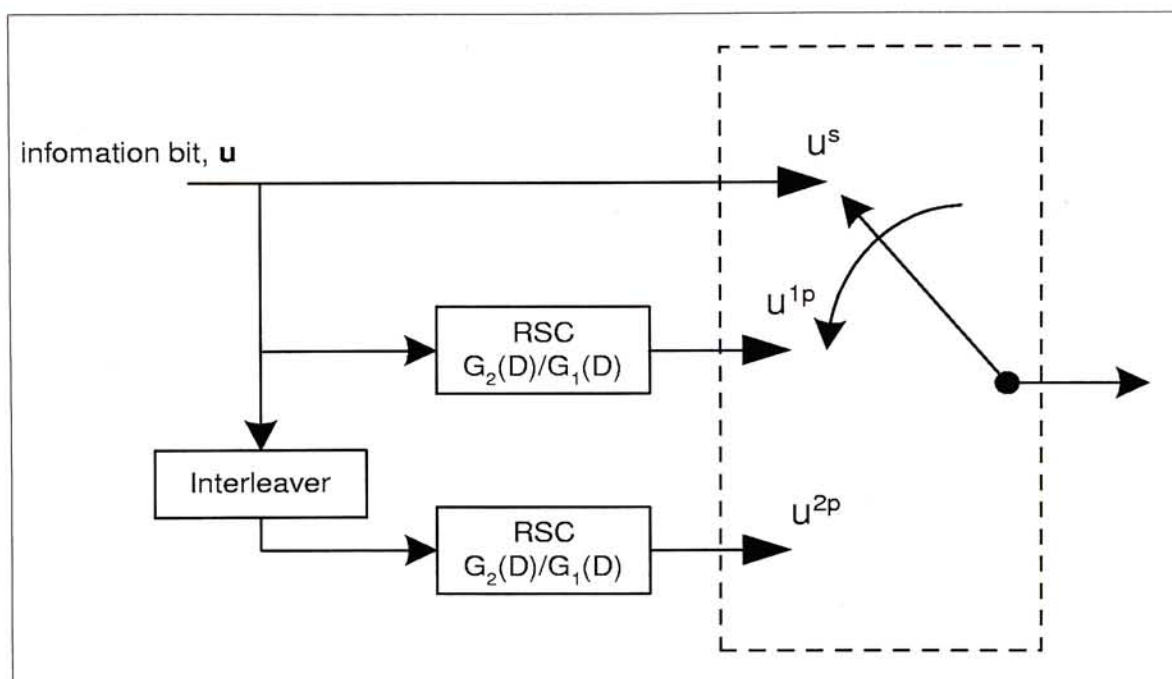 infomation bit, u
u^s
u^1p
RSC
G₂(D)/G₁(D)
Interleaver
RSC
G₂(D)/G₁(D)
u^2p